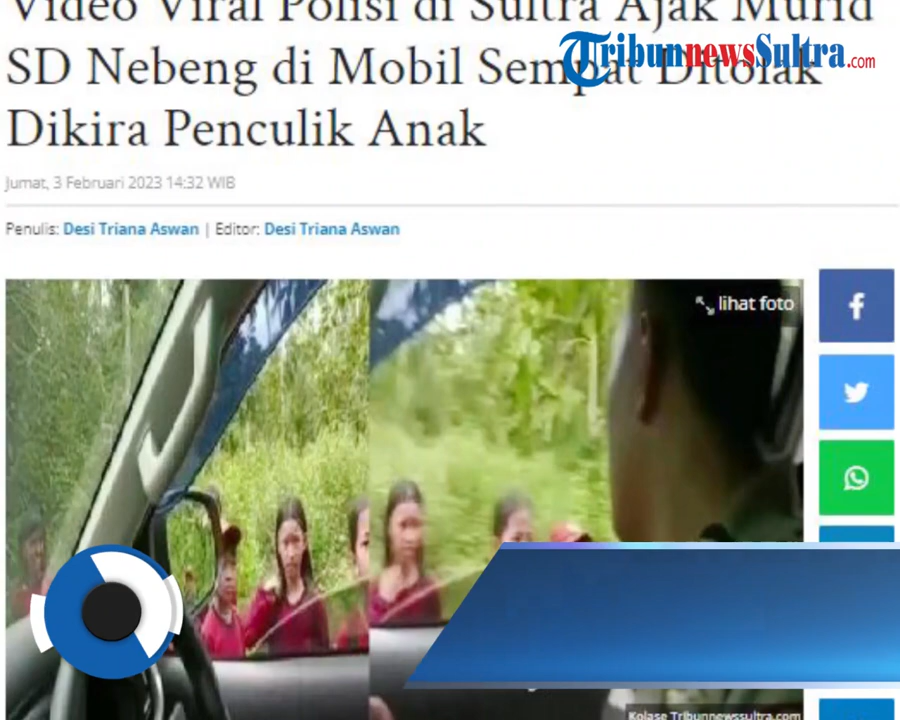 Video Viral Polisi di Sultra Ajak Murid
SD Nebeng di Mobil Sempat Ditolak
TribunnewsSultra.com
Dikira Penculik Anak
Jumat, 3 Februari 2023 14:32 WIB
Penulis: Desi Triana Aswan | Editor: Desi Triana Aswan
lihat foto
Kolase Tribunnewssultra.com